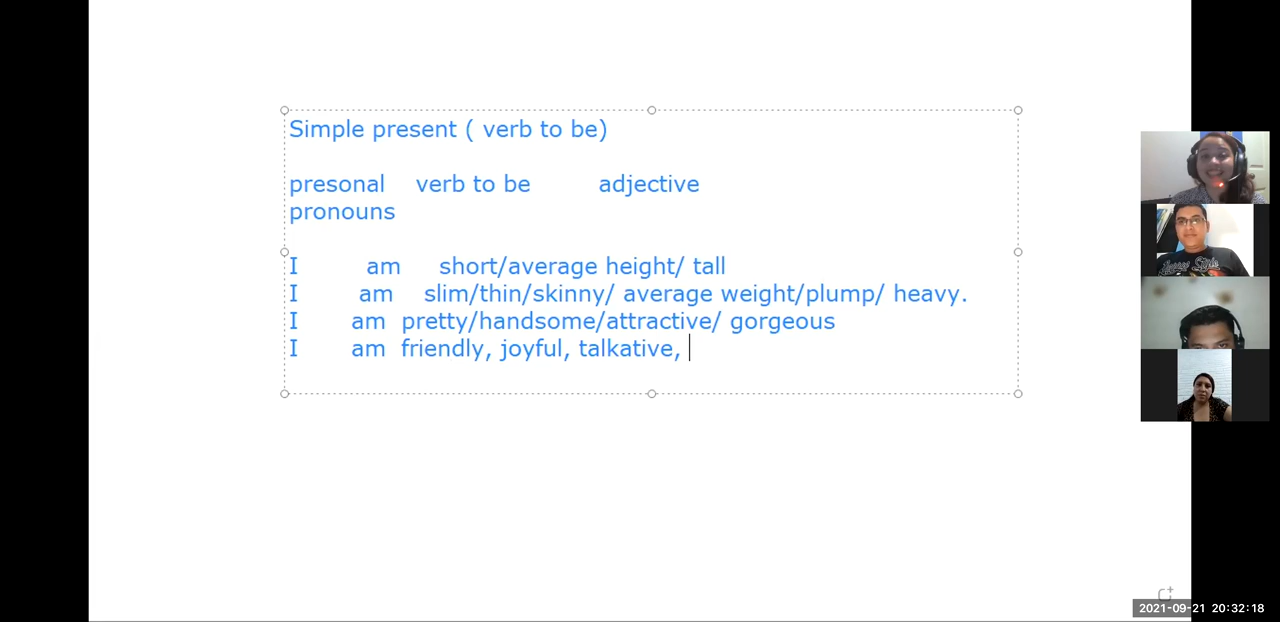 Simple present ( verb to be)
presonal verb to be adjective
pronouns
I am short/average height/ tall
I am slim/thin/skinny/ average weight/plump/ heavy.
I am pretty/handsome/attractive/ gorgeous
I am friendly, joyful, talkative,
2021-09-21 20:32:18